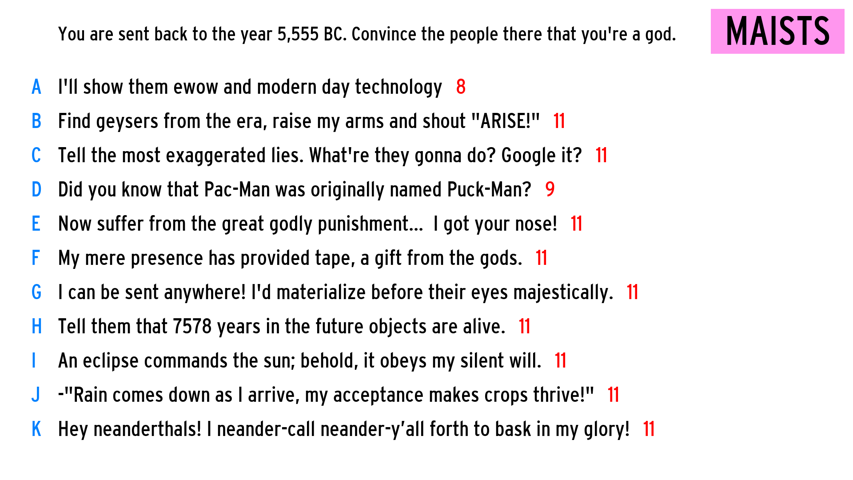 You are sent back to the year 5,555 BC. Convince the people there that you're a god.
MAISTS
A I'll show them ewow and modern day technology 8
B Find geysers from the era, raise my arms and shout "ARISE!" 11
C Tell the most exaggerated lies. What're they gonna do? Google it? 11
D Did you know that Pac-Man was originally named Puck-Man? 9
E Now suffer from the great godly punishment... I got your nose! 11
F My mere presence has provided tape, a gift from the gods. 11
G I can be sent anywhere! I'd materialize before their eyes majestically. 11
H Tell them that 7578 years in the future objects are alive. 11
I An eclipse commands the sun; behold, it obeys my silent will. 11
J -"Rain comes down as I arrive, my acceptance makes crops thrive!" 11
K Hey neanderthals! I neander-call neander-y’all forth to bask in my glory! 11